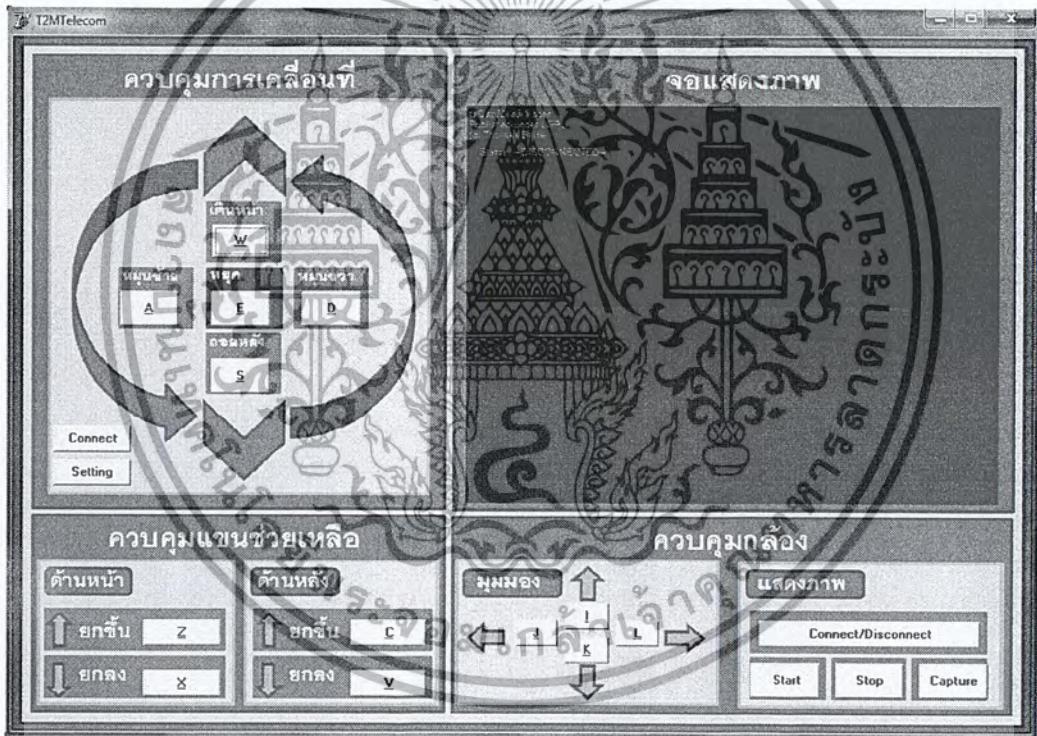 T2MTelecom
ควบคุมการเคลื่อนที่
เดินหน้า
W
หมุนซ้าย
A
หยุด
E
หมุนขวา
D
ถอยหลัง
S
Connect
Setting
จอแสดงภาพ
ควบคุมแขนช่วยเหลือ
ด้านหน้า
ยกขึ้น Z
ยกลง X
ด้านหลัง
ยกขึ้น C
ยกลง V
ควบคุมกล้อง
มุมมอง
I
J
L
K
แสดงภาพ
Connect/Disconnect
Start Stop Capture